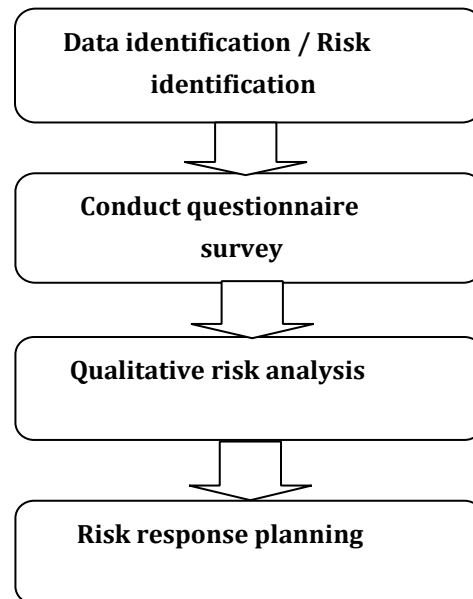 Data identification / Risk
identification
Conduct questionnaire
survey
Qualitative risk analysis
Risk response planning